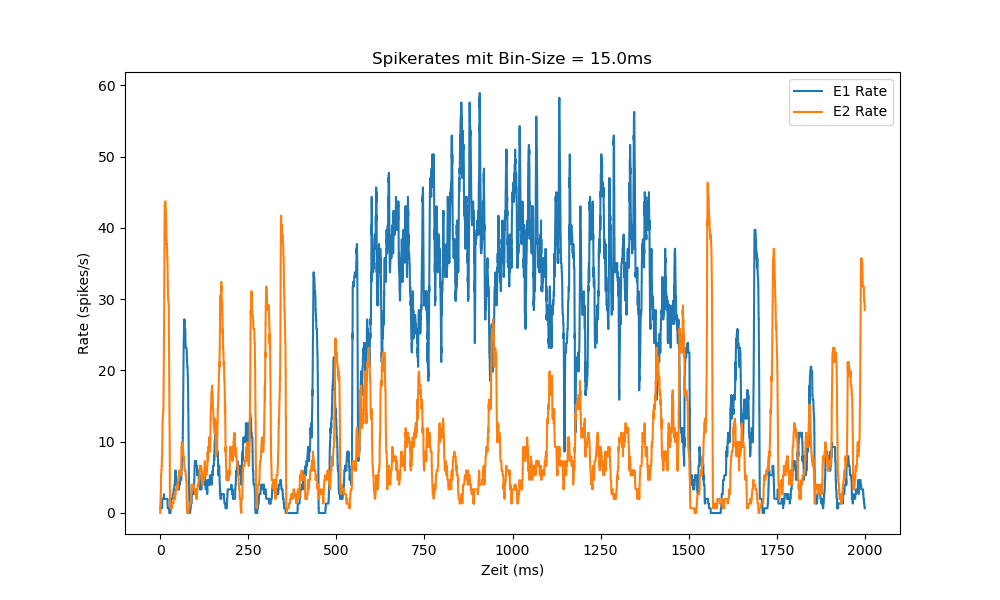 Spikerates mit Bin-Size = 15.0ms
E1 Rate
E2 Rate
60
50
40
30
20
10
0
Rate (spikes/s)
0 250 500 750 1000 1250 1500 1750 2000
Zeit (ms)